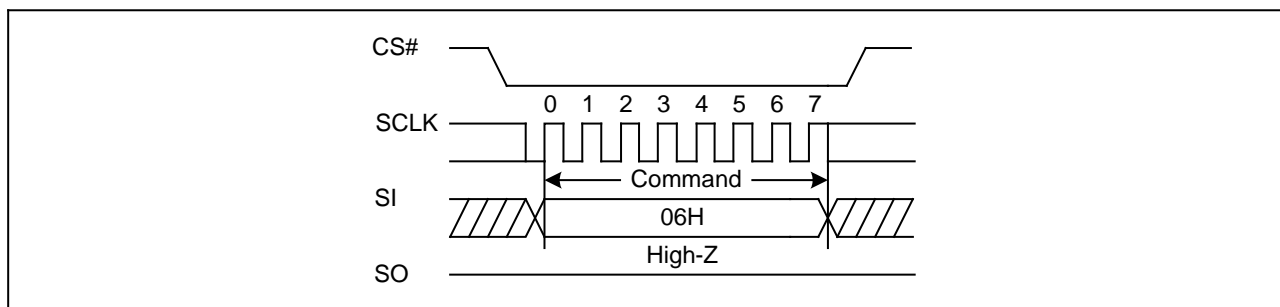 CS#
0 1 2 3 4 5 6 7
SCLK
Command
SI
06H
High-Z
SO